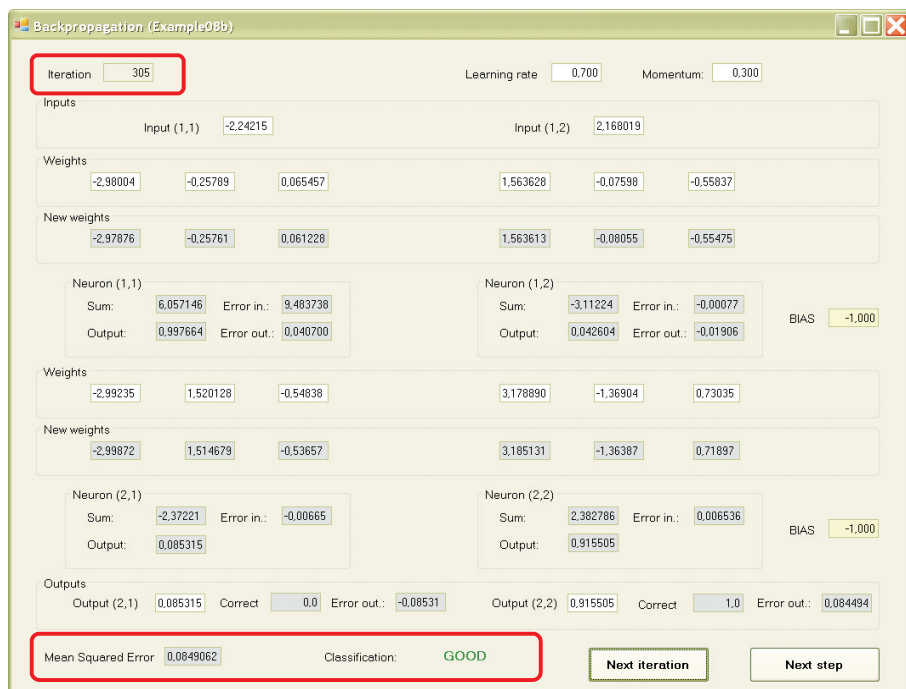 Backpropagation (Example08b)
Iteration 305 Learning rate 0,700 Momentum: 0,300
Inputs
Input (1,1) -2,24215 Input (1,2) 2,168019
Weights
-2,98004 -0,25789 0,065457 1,563628 -0,07598 -0,55837
New weights
-2,97876 -0,25761 0,061228 1,563613 -0,08055 -0,55475
Neuron (1,1) Neuron (1,2)
Sum: 6,057146 Error in.: 9,483738 Sum: -3,11224 Error in.: -0,00077
BIAS -1,000
Output: 0,997664 Error out.: 0,040700 Output: 0,042604 Error out.: -0,01906
Weights
-2,99235 1,520128 -0,54838 3,178890 -1,36904 0,73035
New weights
-2,99872 1,514679 -0,53657 3,185131 -1,36387 0,71897
Neuron (2,1) Neuron (2,2)
Sum: -2,37221 Error in.: -0,00665 Sum: 2,382786 Error in.: 0,006536
BIAS -1,000
Output: 0,085315 Output: 0,915505
Outputs
Output (2,1) 0,085315 Correct 0,0 Error out.: -0,08531 Output (2,2) 0,915505 Correct 1,0 Error out.: 0,084494
Mean Squared Error 0,0849062 Classification: GOOD Next iteration Next step